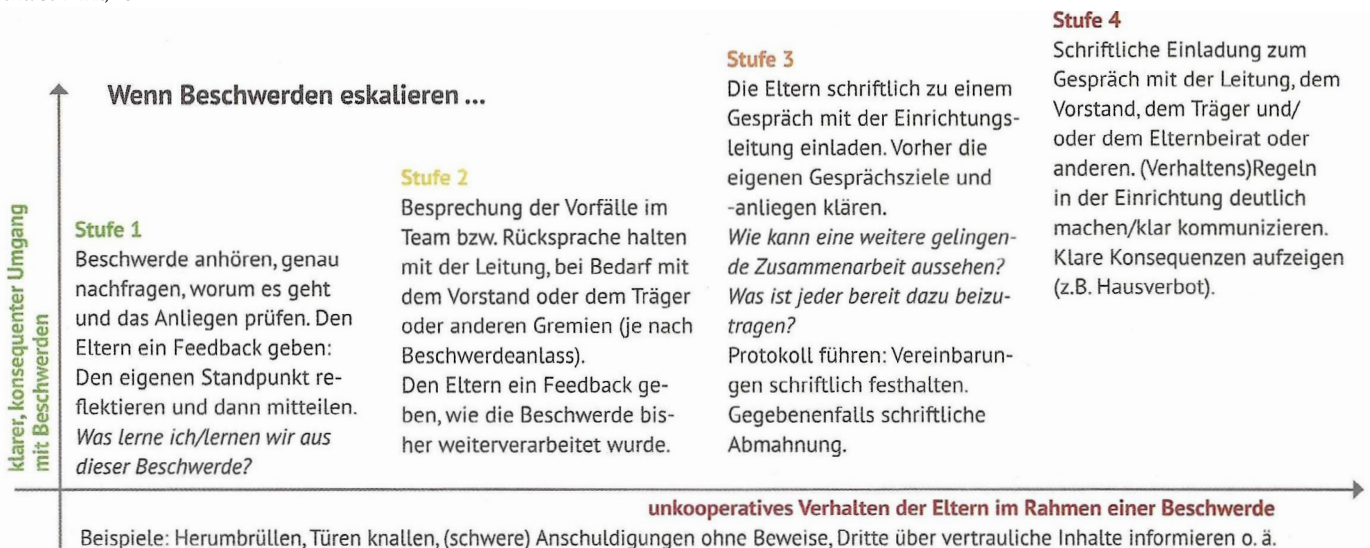 Wenn Beschwerden eskalieren ...
klarer, konsequenter Umgang
mit Beschwerden
Stufe 1
Beschwerde anhören, genau
nachfragen, worum es geht
und das Anliegen prüfen. Den
Eltern ein Feedback geben:
Den eigenen Standpunkt re-
flektieren und dann mitteilen.
Was lerne ich/lernen wir aus
dieser Beschwerde?
Stufe 2
Besprechung der Vorfälle im
Team bzw. Rücksprache halten
mit der Leitung, bei Bedarf mit
dem Vorstand oder dem Träger
oder anderen Gremien (je nach
Beschwerdeanlass).
Den Eltern ein Feedback ge-
ben, wie die Beschwerde bis-
her weiterverarbeitet wurde.
Stufe 3
Die Eltern schriftlich zu einem
Gespräch mit der Einrichtungs-
leitung einladen. Vorher die
eigenen Gesprächsziele und
-anliegen klären.
Wie kann eine weitere gelingen-
de Zusammenarbeit aussehen?
Was ist jeder bereit dazu beizu-
tragen?
Protokoll führen: Vereinbarun-
gen schriftlich festhalten.
Gegebenenfalls schriftliche
Abmahnung.
Stufe 4
Schriftliche Einladung zum
Gespräch mit der Leitung, dem
Vorstand, dem Träger und/
oder dem Elternbeirat oder
anderen. (Verhaltens)Regeln
in der Einrichtung deutlich
machen/klar kommunizieren.
Klare Konsequenzen aufzeigen
(z.B. Hausverbot).
unkooperatives Verhalten der Eltern im Rahmen einer Beschwerde
Beispiele: Herumbrüllen, Türen knallen, (schwere) Anschuldigungen ohne Beweise, Dritte über vertrauliche Inhalte informieren o. ä.